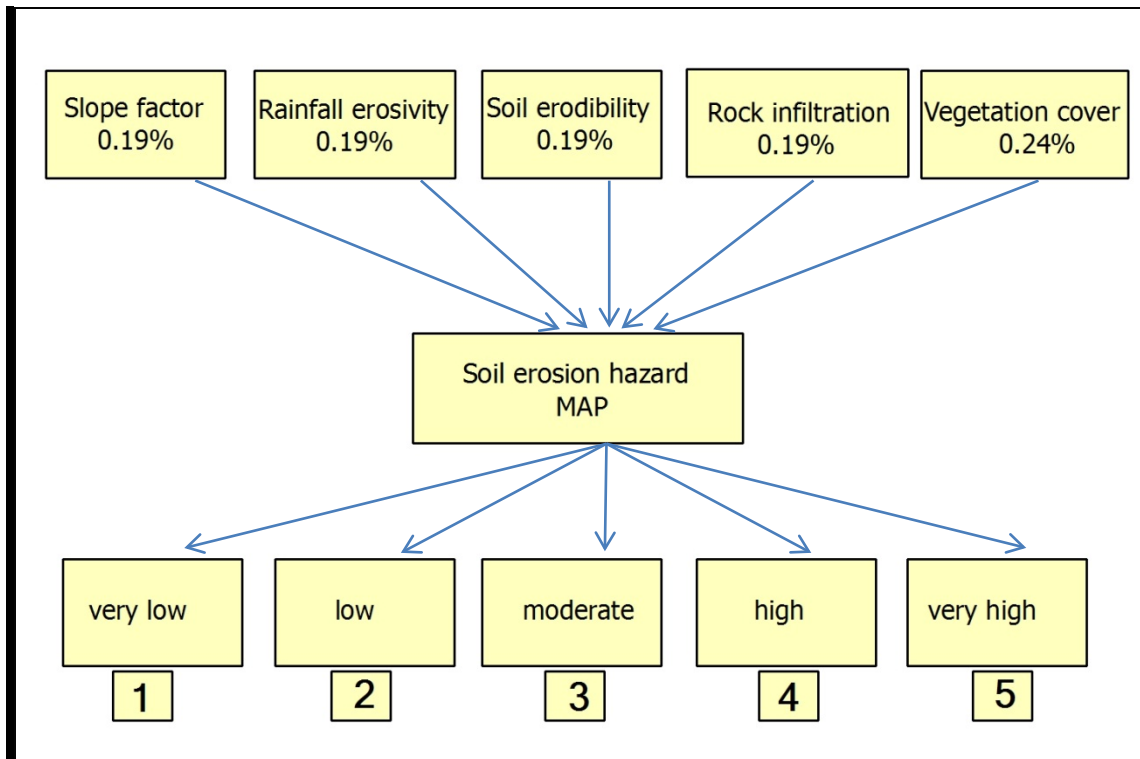 Slope factor
0.19%
Rainfall erosivity
0.19%
Soil erodibility
0.19%
Rock infiltration
0.19%
Vegetation cover
0.24%
Soil erosion hazard
MAP
very low
low
moderate
high
very high
1
2
3
4
5